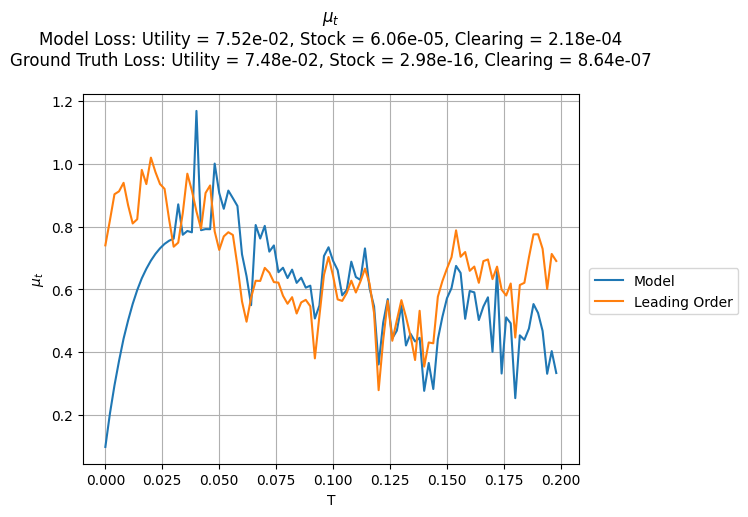 μt
Model Loss: Utility = 7.52e-02, Stock = 6.06e-05, Clearing = 2.18e-04
Ground Truth Loss: Utility = 7.48e-02, Stock = 2.98e-16, Clearing = 8.64e-07
1.2
1.0
0.8
0.6
0.4
0.2
μt
0.000 0.025 0.050 0.075 0.100 0.125 0.150 0.175 0.200
T
Model
Leading Order